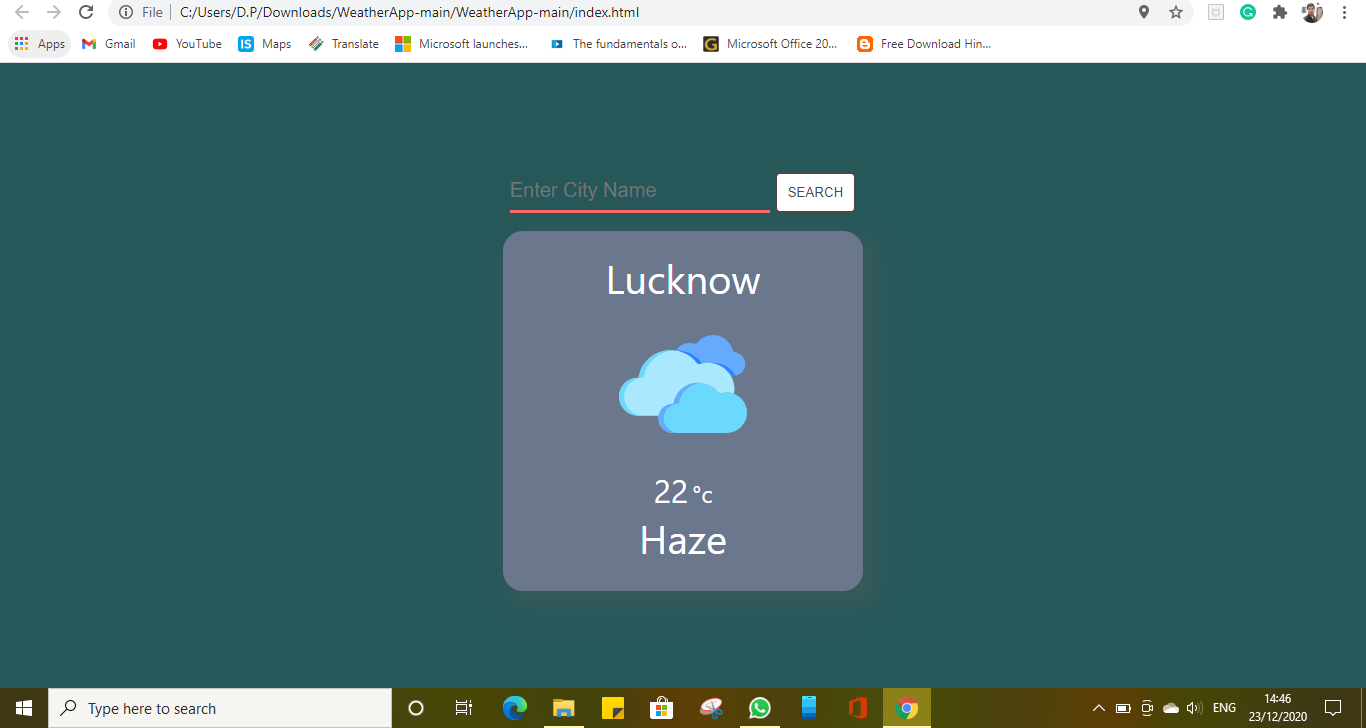 File C:/Users/D.P/Downloads/WeatherApp-main/WeatherApp-main/index.html
Apps Gmail YouTube Maps Translate Microsoft launches... The fundamentals o... Microsoft Office 20... Free Download Hin...
Enter City Name SEARCH
Lucknow
22 °c
Haze
Type here to search
ENG
14:46
23/12/2020